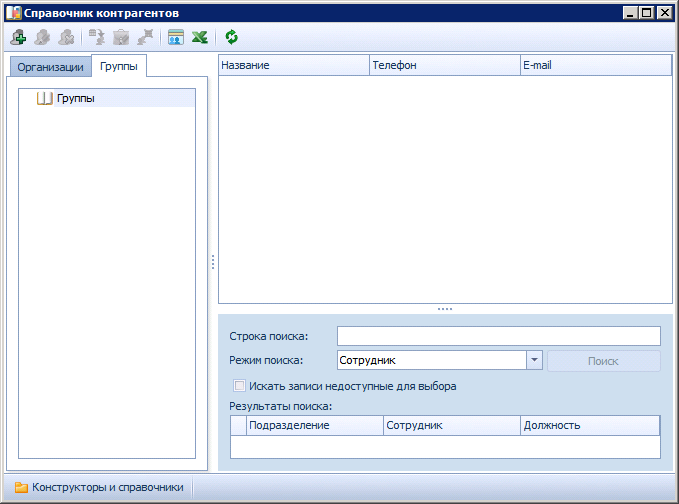 Справочник контрагентов
Организации Группы
Группы
Название Телефон E-mail
Строка поиска:
Режим поиска: Сотрудник Поиск
Искать записи недоступные для выбора
Результаты поиска:
Подразделение Сотрудник Должность
Конструкторы и справочники